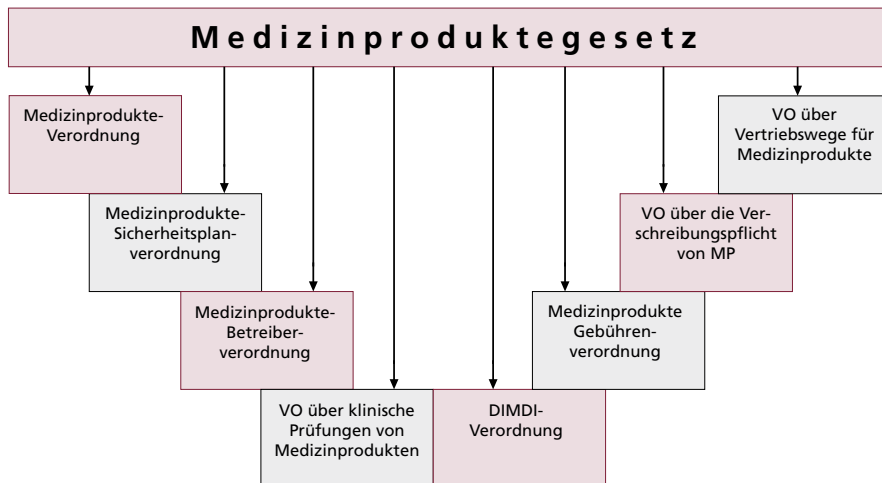 Medizinproduktegesetz
Medizinprodukte-
Verordnung
VO über
Vertriebswege für
Medizinprodukte
Medizinprodukte-
Sicherheitsplan-
verordnung
VO über die Ver-
schreibungspflicht
von MP
Medizinprodukte-
Betreiber-
verordnung
Medizinprodukte
Gebühren-
verordnung
VO über klinische
Prüfungen von
Medizinprodukten
DIMDI-
Verordnung